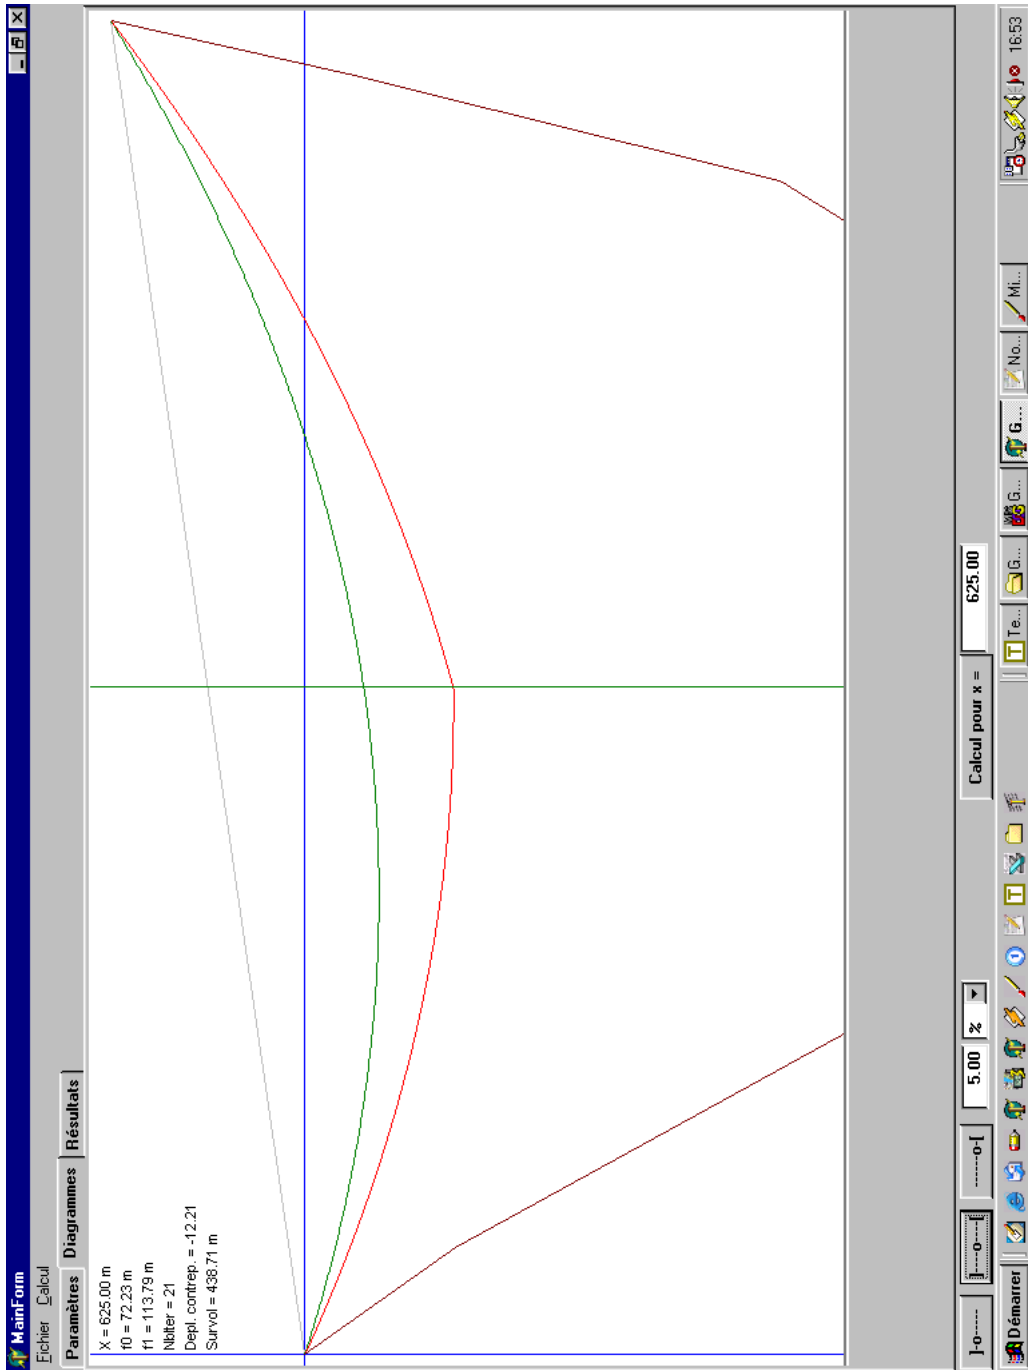 MainForm
Fichier Calcul
Paramètres Diagrammes Résultats
X = 625.00 m
f0 = 72.23 m
f1 = 113.79 m
NbIter = 21
Depl. contrep. = -12.21
Survol = 438.71 m
]-o------ ]----o----[ ------o-[ 5.00 % Calcul pour x = 625.00
Démarrer Te... G... G... G... No... Mi... 16:53